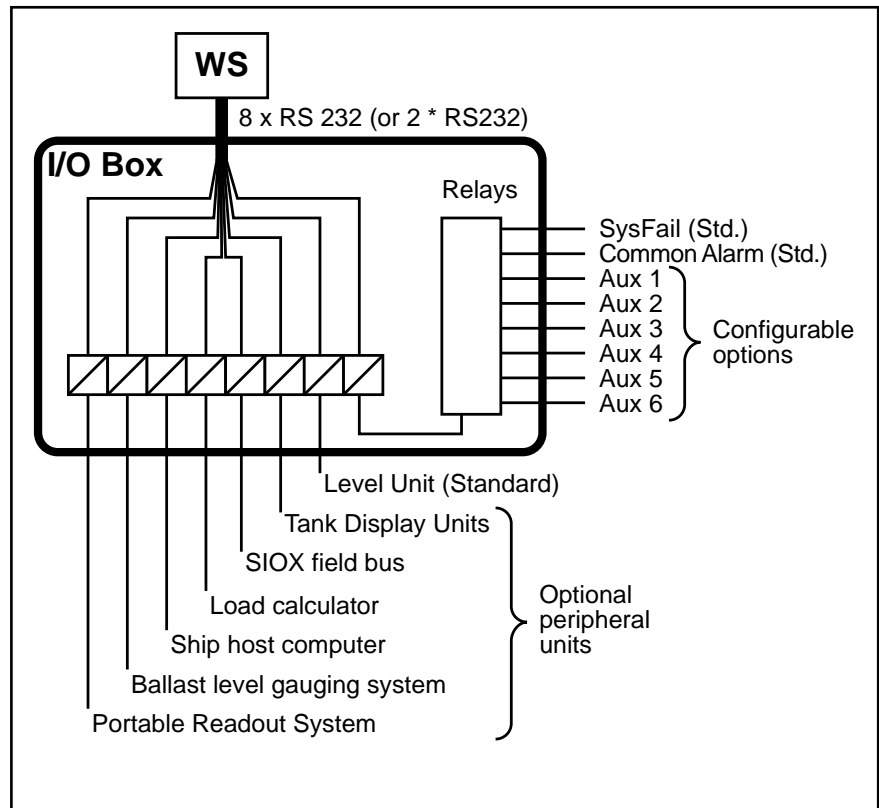 WS
8 x RS 232 (or 2 * RS232)
I/O Box
Relays
SysFail (Std.)
Common Alarm (Std.)
Aux 1
Aux 2
Aux 3
Aux 4
Aux 5
Aux 6
Configurable
options
Level Unit (Standard)
Tank Display Units
SIOX field bus
Load calculator
Ship host computer
Ballast level gauging system
Portable Readout System
Optional
peripheral
units